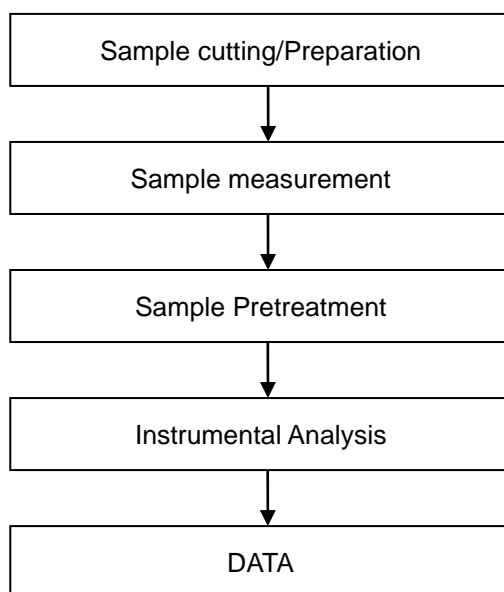 Sample cutting/Preparation
Sample measurement
Sample Pretreatment
Instrumental Analysis
DATA